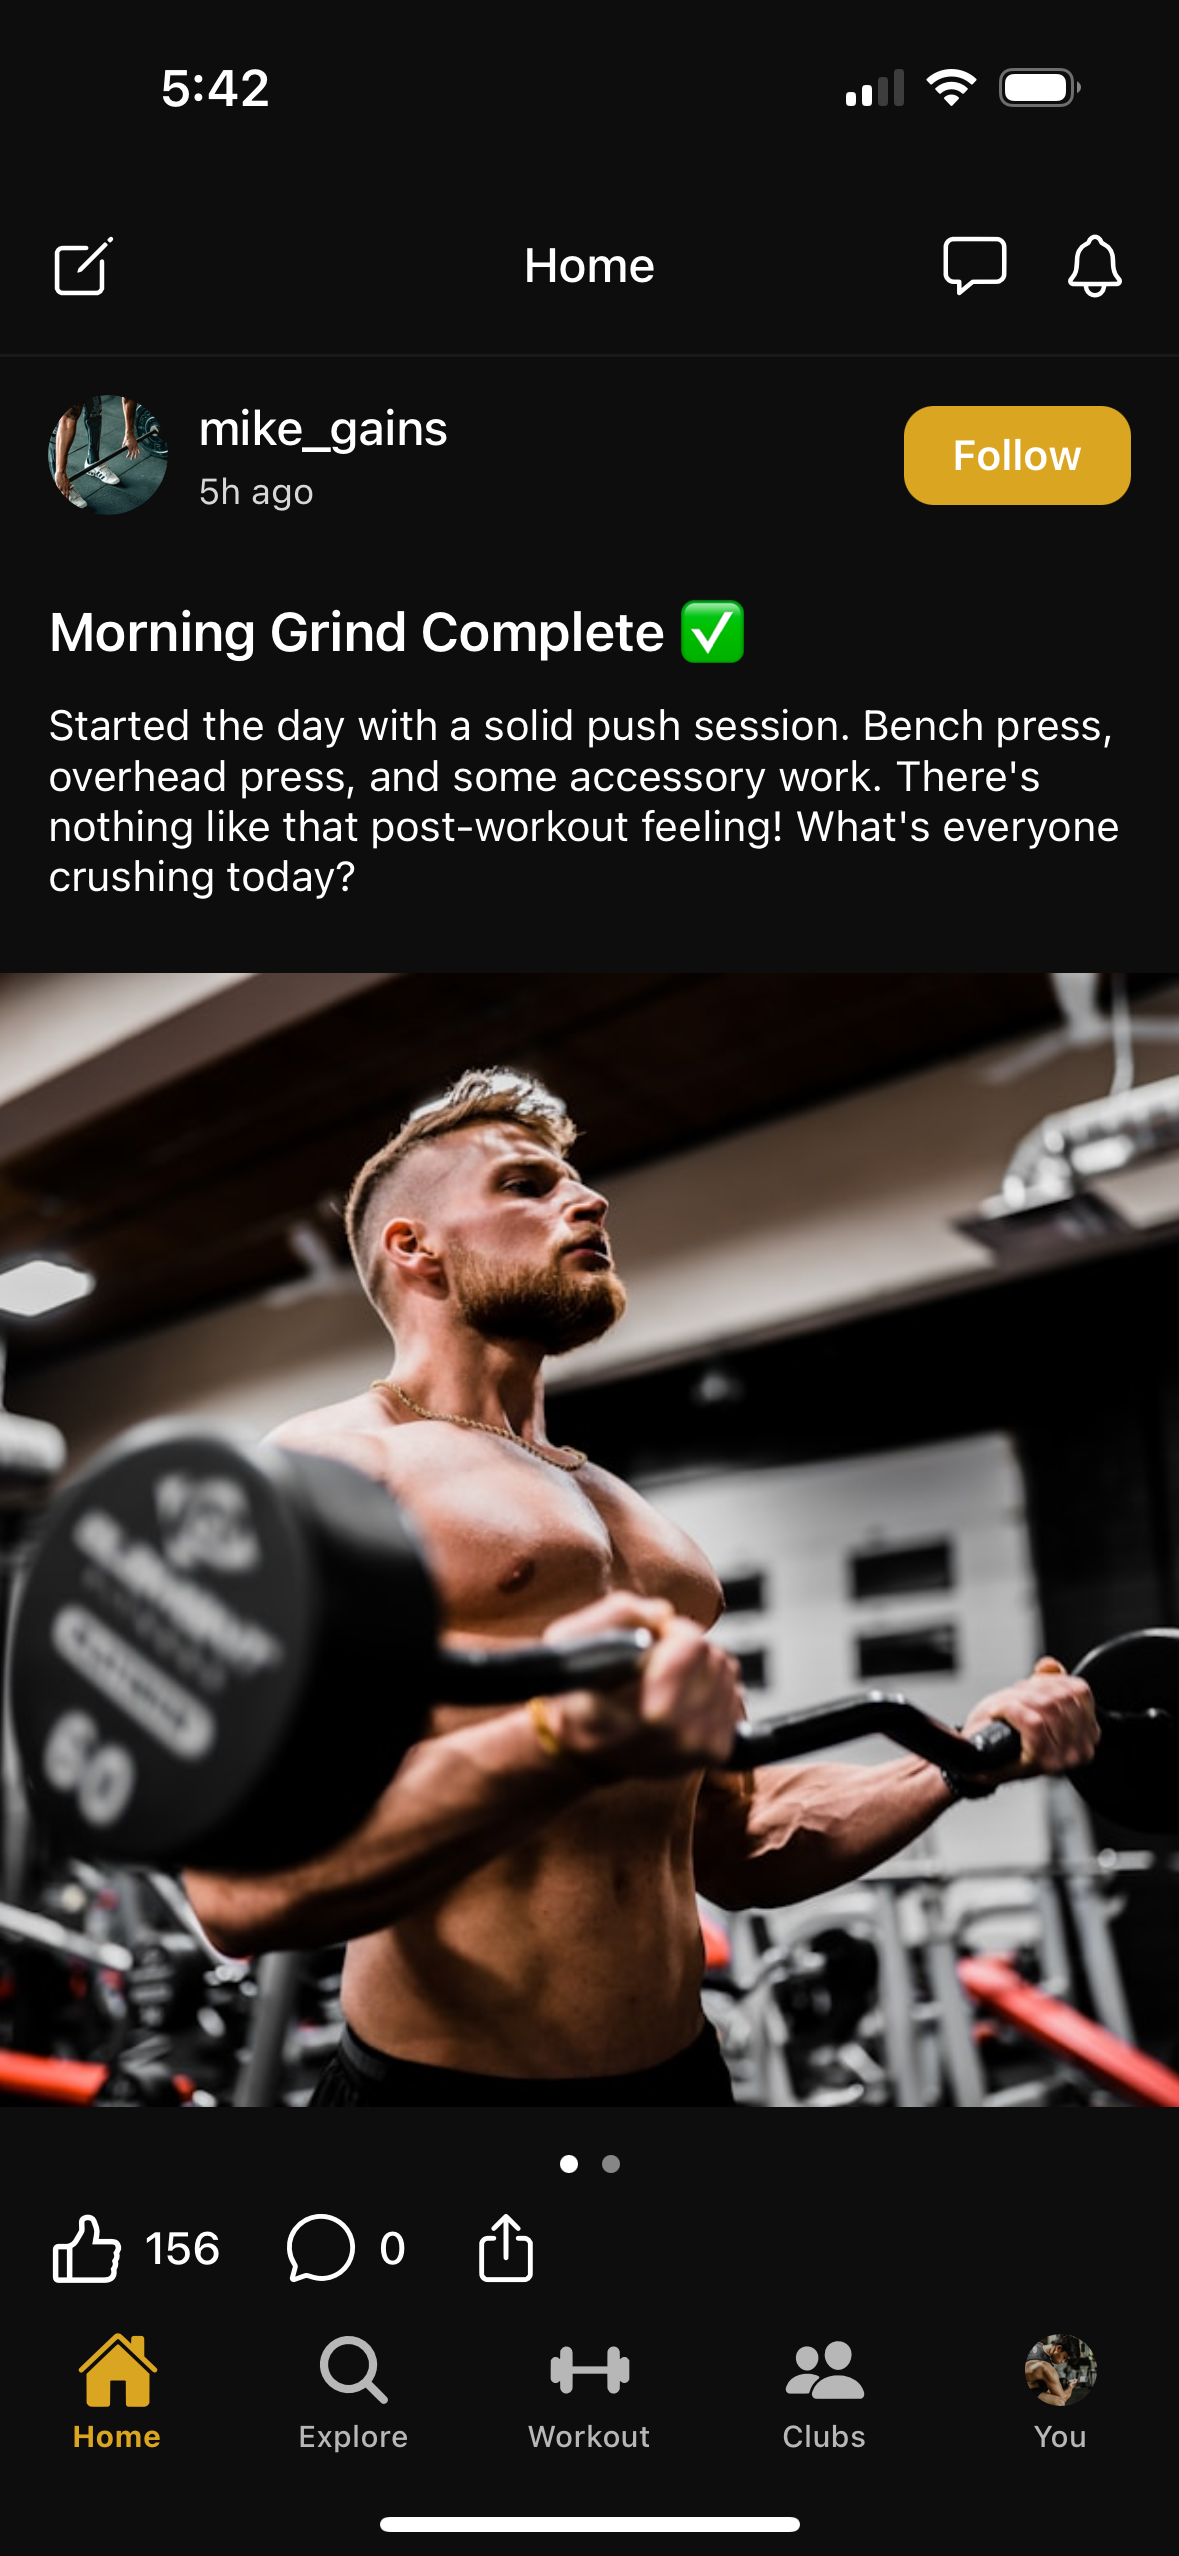 5:42
Home
mike_gains
5h ago
Follow
Morning Grind Complete ✅
Started the day with a solid push session. Bench press,
overhead press, and some accessory work. There's
nothing like that post-workout feeling! What's everyone
crushing today?
60
156
0
Home
Explore
Workout
Clubs
You